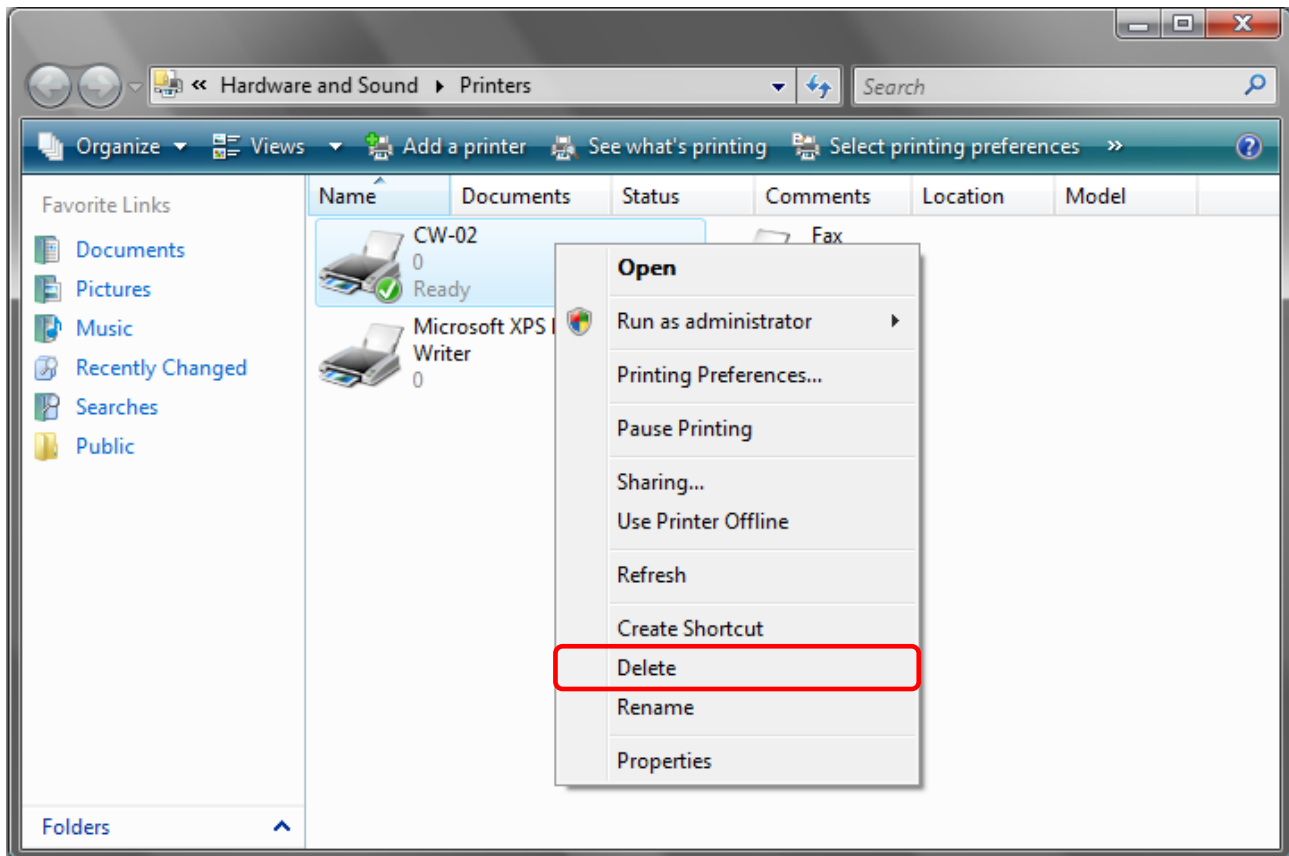 « Hardware and Sound ▸ Printers
Search
Organize
Views
Add a printer
See what's printing
Select printing preferences
»
?
Favorite Links
Documents
Pictures
Music
Recently Changed
Searches
Public
Folders
Name
Documents
Status
Comments
Location
Model
CW-02
0
Ready
Fax
Microsoft XPS
Writer
0
Open
Run as administrator
Printing Preferences...
Pause Printing
Sharing...
Use Printer Offline
Refresh
Create Shortcut
Delete
Rename
Properties